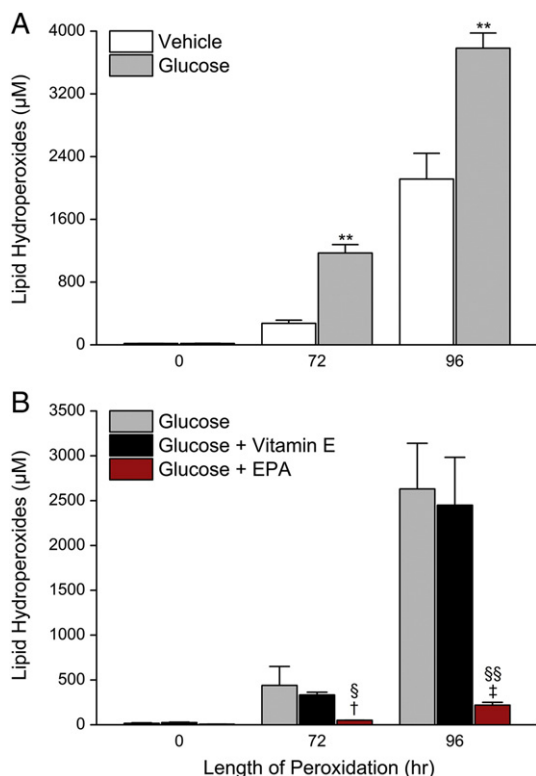 A
Lipid Hydroperoxides (µM)
4000
3200
2400
1600
800
0
Vehicle
Glucose
**
**
0
72
96
B
Lipid Hydroperoxides (µM)
3500
3000
2500
2000
1500
1000
500
0
Glucose
Glucose + Vitamin E
Glucose + EPA
§
†
§§
‡
0
72
96
Length of Peroxidation (hr)